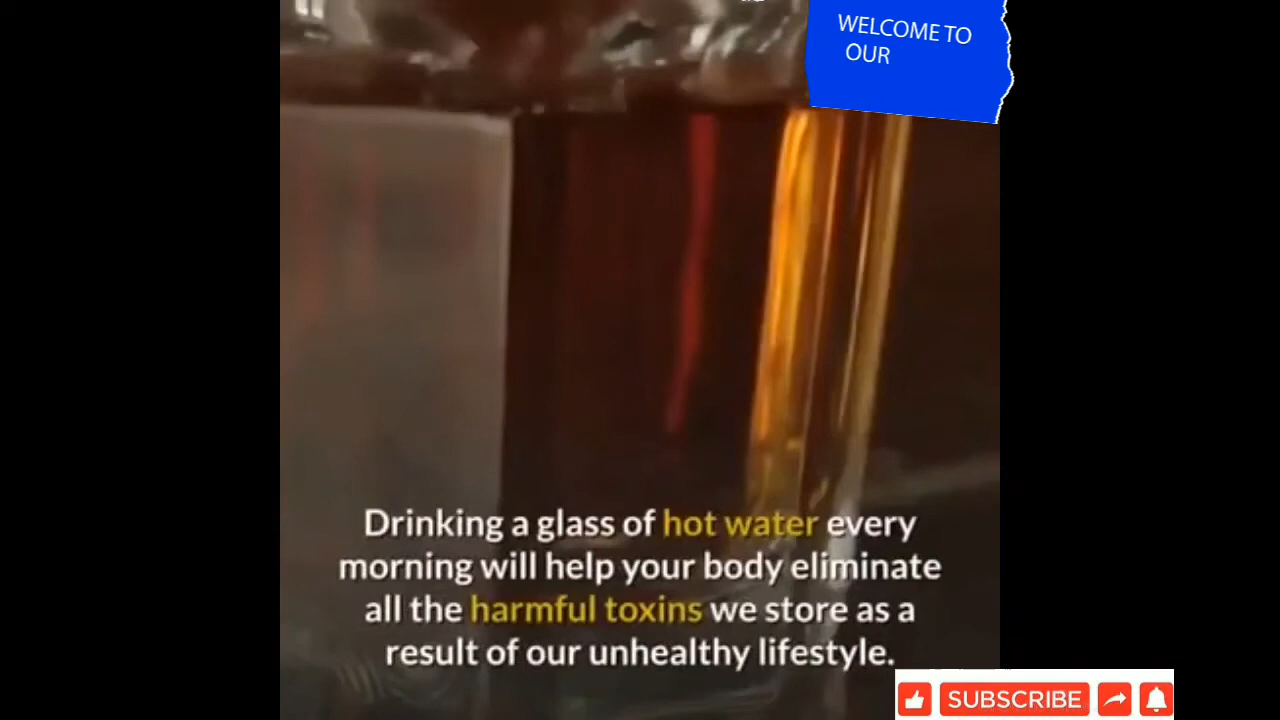 WELCOME TO
OUR
Drinking a glass of hot water every
morning will help your body eliminate
all the harmful toxins we store as a
result of our unhealthy lifestyle.
SUBSCRIBE